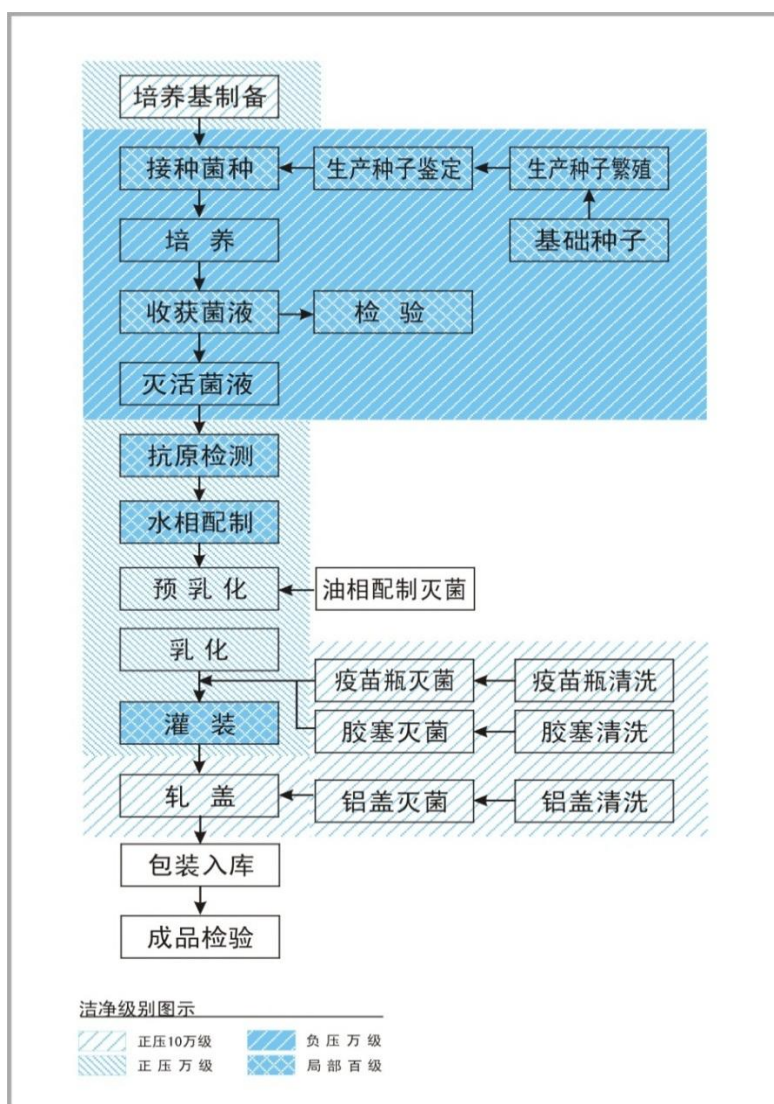 培养基制备
接种菌种
生产种子鉴定
生产种子繁殖
培 养
基础种子
收获菌液
检 验
灭活菌液
抗原检测
水相配制
预乳化
油相配制灭菌
乳化
疫苗瓶灭菌
疫苗瓶清洗
灌 装
胶塞灭菌
胶塞清洗
轧 盖
铝盖灭菌
铝盖清洗
包装入库
成品检验
洁净级别图示
正压10万级
负压万级
正压万级
局部百级